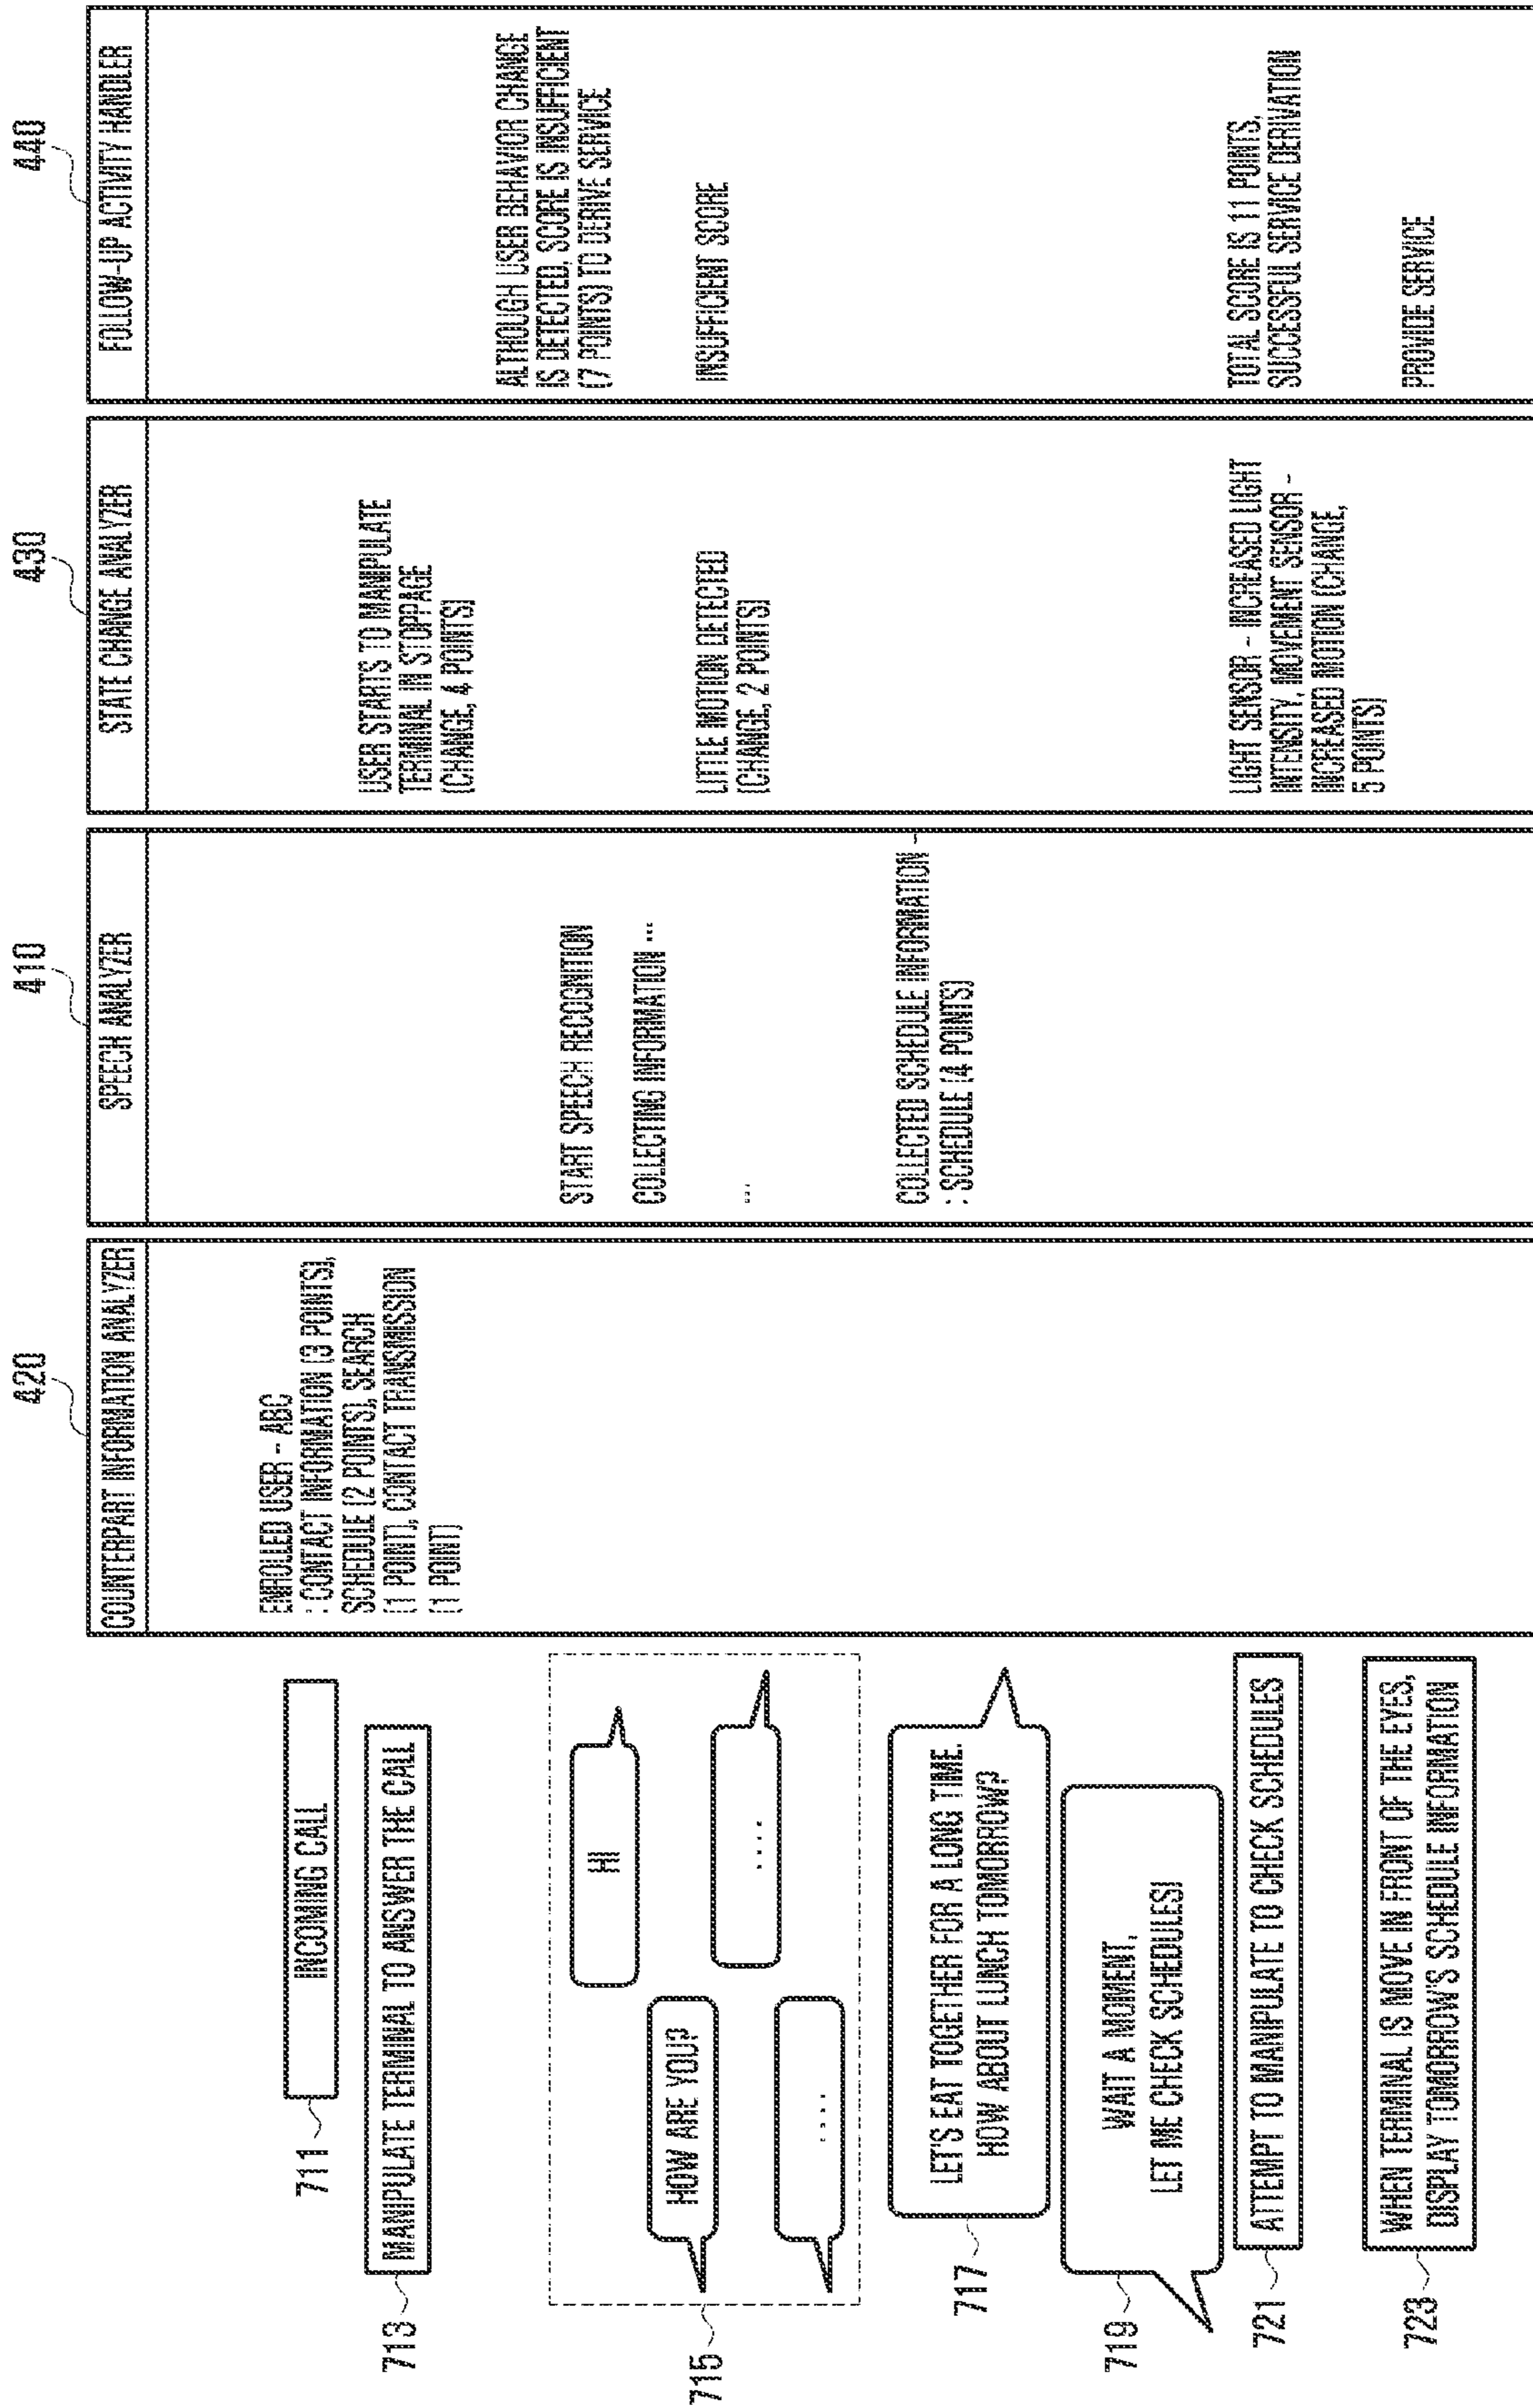 420
410
430
440
COUNTERPART INFORMATION ANALYZER
SPEECH ANALYZER
STATE CHANGE ANALYZER
FOLLOW-UP ACTIVITY HANDLER
711
INCOMING CALL
ENROLLED USER - ABC
: CONTACT INFORMATION (3 POINTS),
SCHEDULE (2 POINTS), SEARCH
(1 POINT), CONTACT TRANSMISSION
(1 POINT)
713
MANIPULATE TERMINAL TO ANSWER THE CALL
USER STARTS TO MANIPULATE
TERMINAL IN STOPPAGE
(CHANGE, 4 POINTS)
ALTHOUGH USER BEHAVIOR CHANGE
IS DETECTED, SCORE IS INSUFFICIENT
(7 POINTS) TO DERIVE SERVICE
715
HI
HOW ARE YOU?
....
....
START SPEECH RECOGNITION
COLLECTING INFORMATION ...
...
LITTLE MOTION DETECTED
(CHANGE, 2 POINTS)
INSUFFICIENT SCORE
717
LET'S EAT TOGETHER FOR A LONG TIME.
HOW ABOUT LUNCH TOMORROW?
COLLECTED SCHEDULE INFORMATION -
: SCHEDULE (4 POINTS)
719
WAIT A MOMENT,
LET ME CHECK SCHEDULES!
721
ATTEMPT TO MANIPULATE TO CHECK SCHEDULES
LIGHT SENSOR - INCREASED LIGHT
INTENSITY, MOVEMENT SENSOR -
INCREASED MOTION (CHANGE,
5 POINTS)
TOTAL SCORE IS 11 POINTS,
SUCCESSFUL SERVICE DERIVATION
723
WHEN TERMINAL IS MOVE IN FRONT OF THE EYES,
DISPLAY TOMORROW'S SCHEDULE INFORMATION
PROVIDE SERVICE